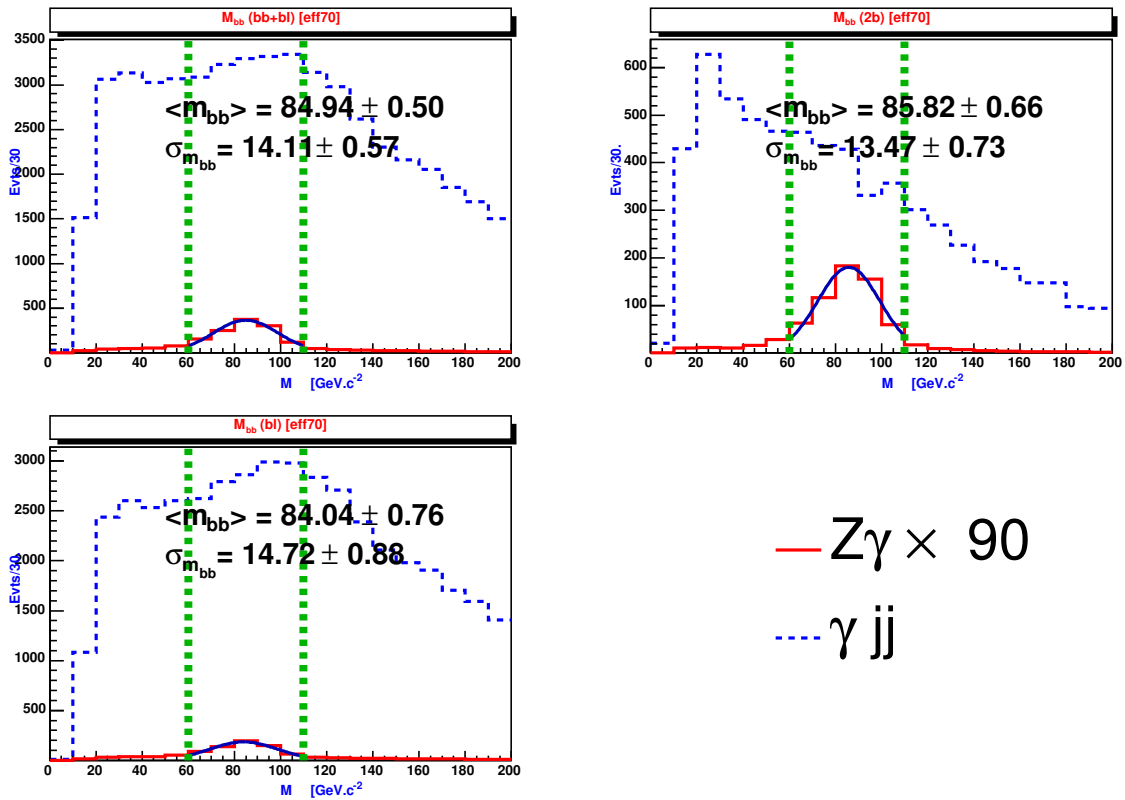 M_bb (bb+bl) [eff70]
Evts/30
3500
3000
2500
2000
1500
1000
500
0
<m_bb> = 84.94 ± 0.50
σ_m_bb = 14.11± 0.57
0 20 40 60 80 100 120 140 160 180 200
M [GeV.c⁻²
M_bb (2b) [eff70]
Evts/30.
600
500
400
300
200
100
0
<m_bb> = 85.82 ± 0.66
σ_m_bb = 13.47 ± 0.73
0 20 40 60 80 100 120 140 160 180 200
M [GeV.c⁻²
M_bb (bl) [eff70]
Evts/30.
3000
2500
2000
1500
1000
500
0
<m_bb> = 84.04 ± 0.76
σ_m_bb = 14.72 ± 0.88
0 20 40 60 80 100 120 140 160 180 200
M [GeV.c⁻²
Zγ × 90
γ jj